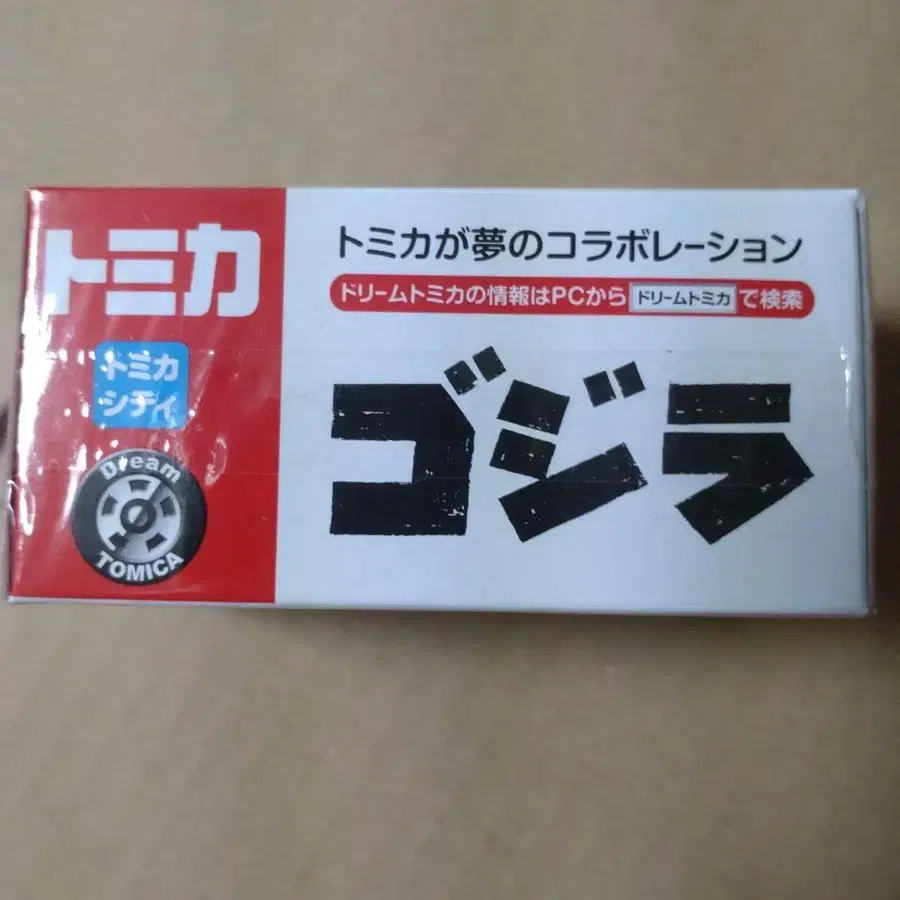 トミカ
トミカ
シティ
Dream
TOMICA
トミカが夢のコラボレーション
ドリームトミカの情報はPCから ドリームトミカ で検索
ゴジラ